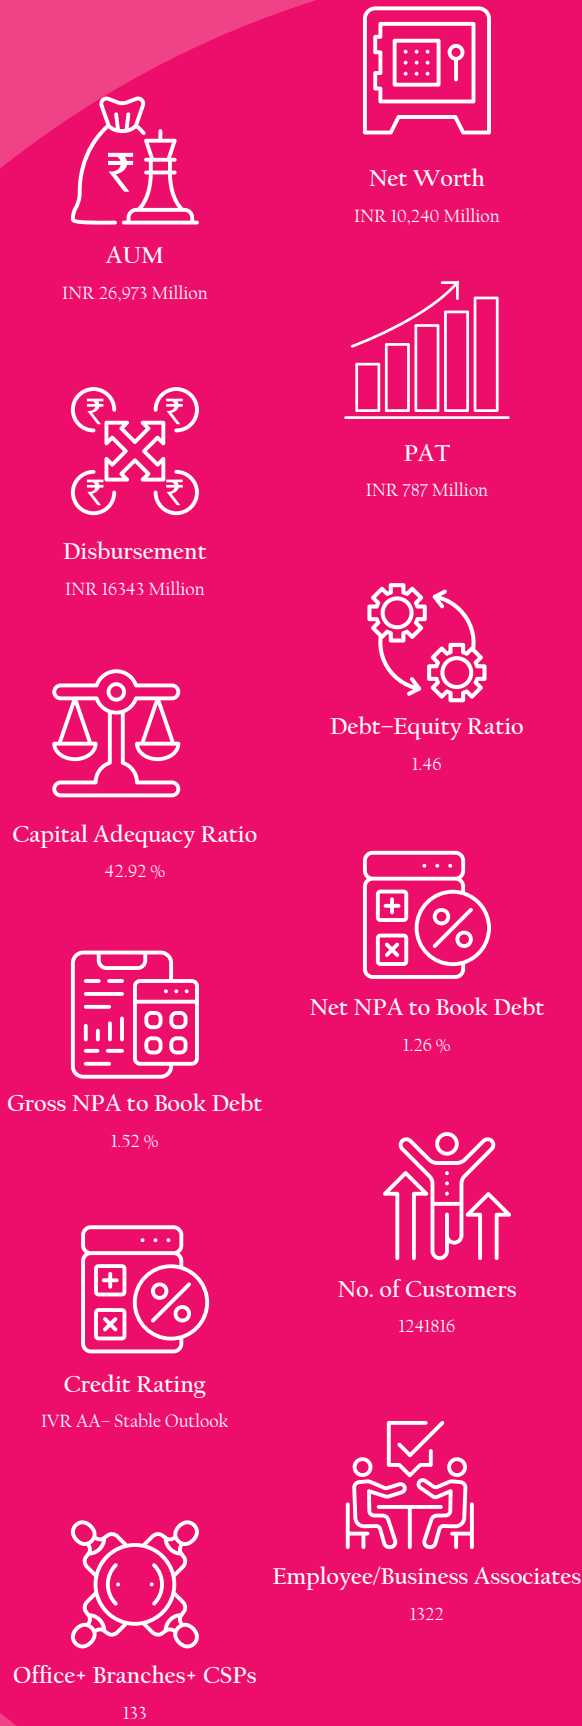 Net Worth
INR 10,240 Million
AUM
INR 26,973 Million
PAT
INR 787 Million
Disbursement
INR 16343 Million
Debt-Equity Ratio
1.46
Capital Adequacy Ratio
42.92 %
Net NPA to Book Debt
1.26 %
Gross NPA to Book Debt
1.52 %
No. of Customers
1241816
Credit Rating
IVR AA- Stable Outlook
Employee/Business Associates
1322
Office+ Branches+ CSPs
133